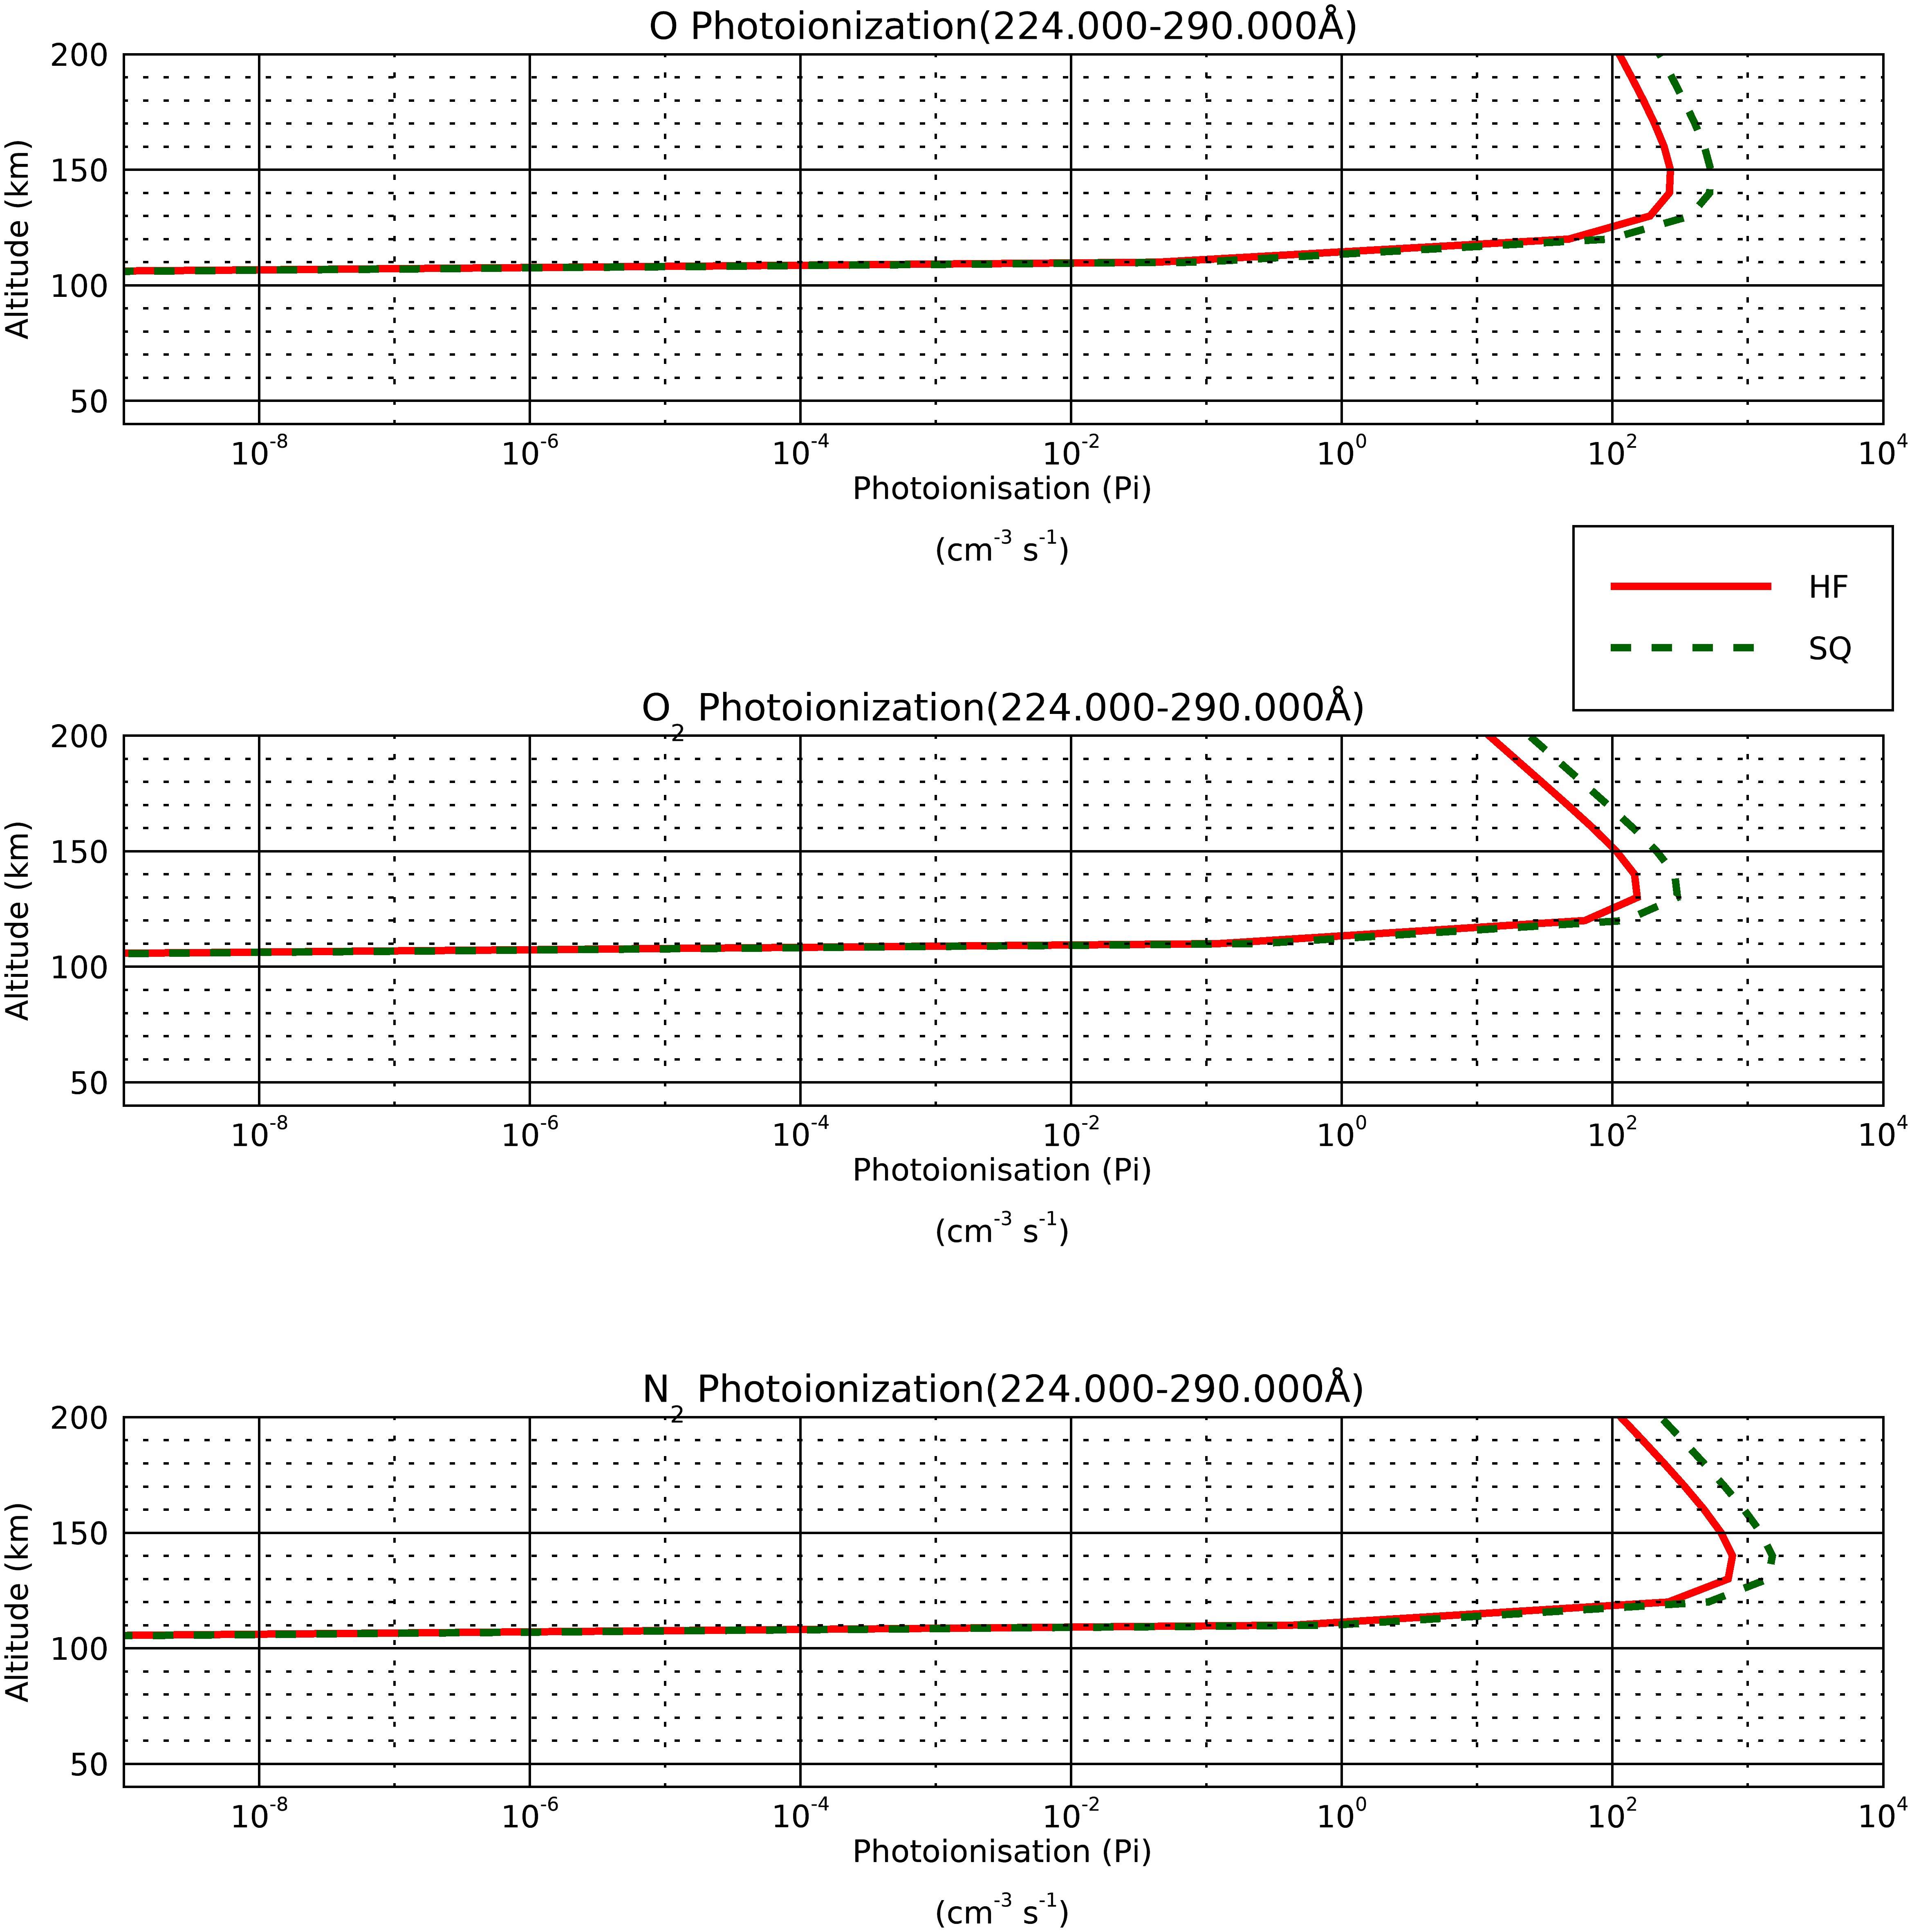 O Photoionization(224.000-290.000Å)
200
150
100
50
Altitude (km)
10⁻⁸ 10⁻⁶ 10⁻⁴ 10⁻² 10⁰ 10² 10⁴
Photoionisation (Pi)
(cm⁻³ s⁻¹)
HF
SQ
O₂ Photoionization(224.000-290.000Å)
200
150
100
50
Altitude (km)
10⁻⁸ 10⁻⁶ 10⁻⁴ 10⁻² 10⁰ 10² 10⁴
Photoionisation (Pi)
(cm⁻³ s⁻¹)
N₂ Photoionization(224.000-290.000Å)
200
150
100
50
Altitude (km)
10⁻⁸ 10⁻⁶ 10⁻⁴ 10⁻² 10⁰ 10² 10⁴
Photoionisation (Pi)
(cm⁻³ s⁻¹)